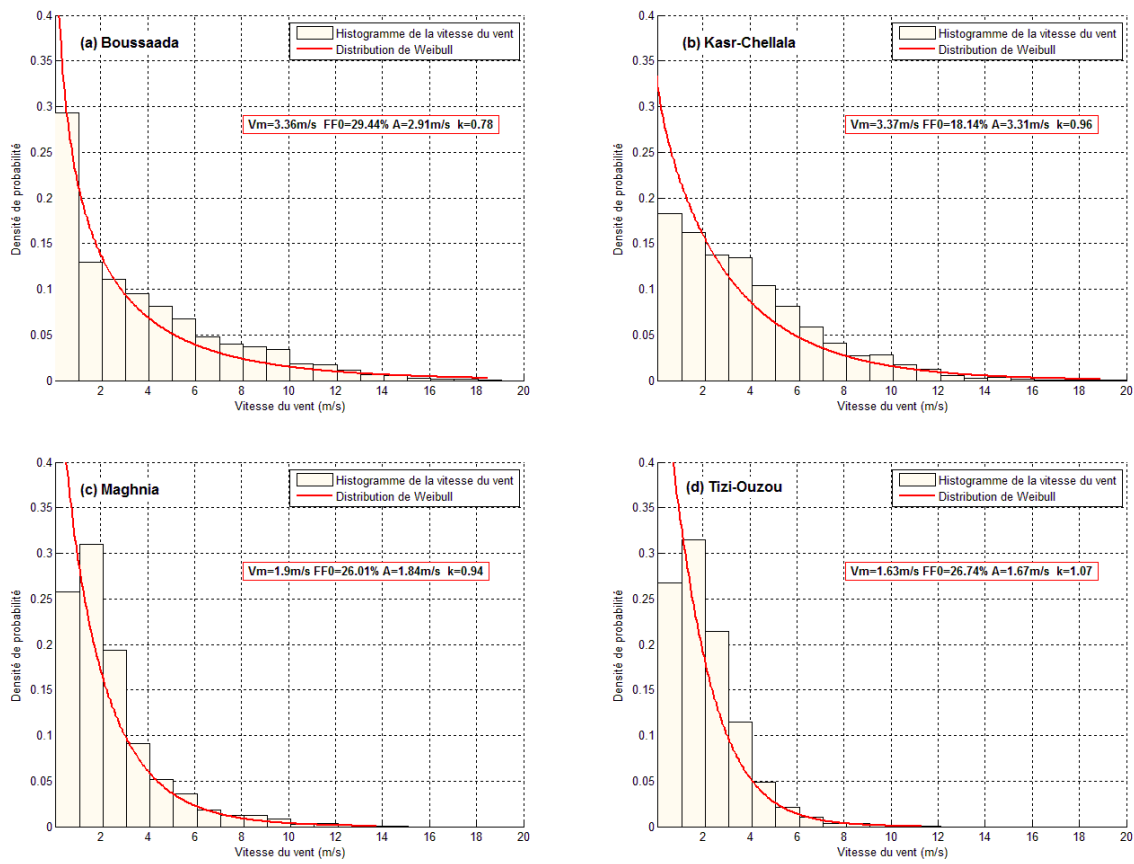 (a) Boussaada
Histogramme de la vitesse du vent
Distribution de Weibull
Vm=3.36m/s FF0=29.44% A=2.91m/s k=0.78
Densité de probabilité
0.4
0.35
0.3
0.25
0.2
0.15
0.1
0.05
0
2 4 6 8 10 12 14 16 18 20
Vitesse du vent (m/s)
(b) Kasr-Chellala
Histogramme de la vitesse du vent
Distribution de Weibull
Vm=3.37m/s FF0=18.14% A=3.31m/s k=0.96
Densité de probabilité
0.4
0.35
0.3
0.25
0.2
0.15
0.1
0.05
0
2 4 6 8 10 12 14 16 18 20
Vitesse du vent (m/s)
(c) Maghnia
Histogramme de la vitesse du vent
Distribution de Weibull
Vm=1.9m/s FF0=26.01% A=1.84m/s k=0.94
Densité de probabilité
0.4
0.35
0.3
0.25
0.2
0.15
0.1
0.05
0
2 4 6 8 10 12 14 16 18 20
Vitesse du vent (m/s)
(d) Tizi-Ouzou
Histogramme de la vitesse du vent
Distribution de Weibull
Vm=1.63m/s FF0=26.74% A=1.67m/s k=1.07
Densité de probabilité
0.4
0.35
0.3
0.25
0.2
0.15
0.1
0.05
0
2 4 6 8 10 12 14 16 18 20
Vitesse du vent (m/s)